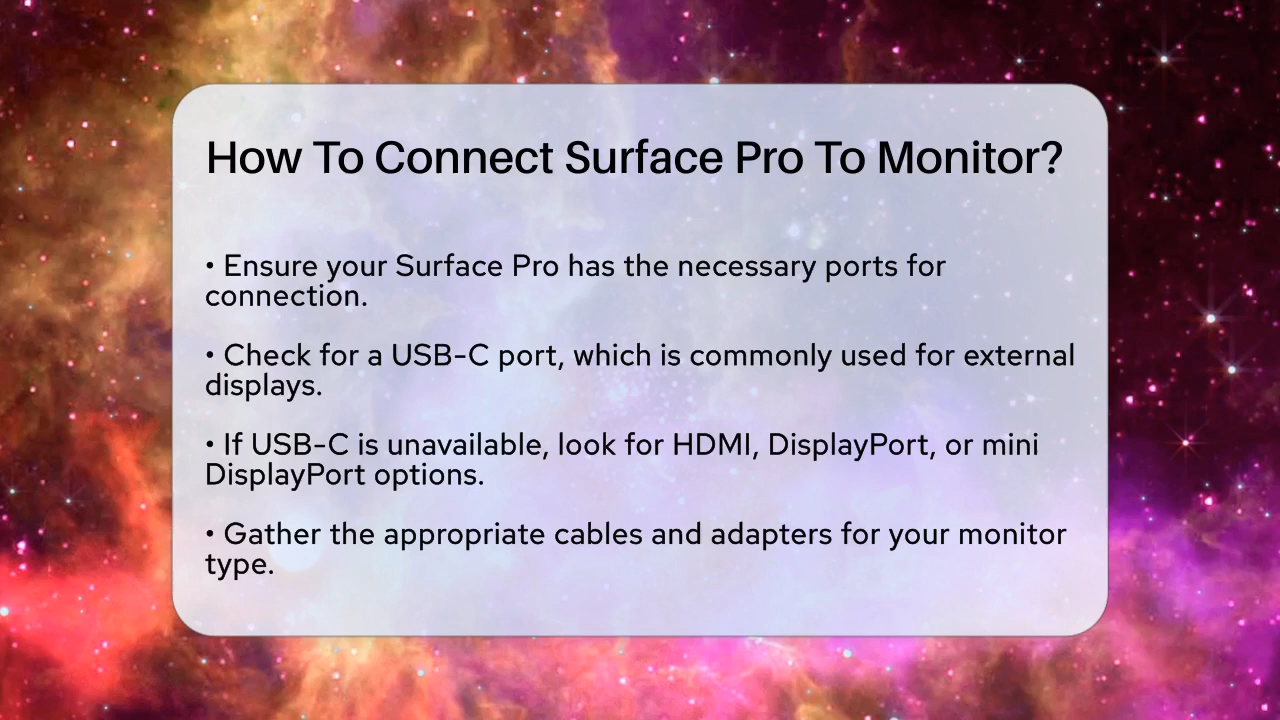 How To Connect Surface Pro To Monitor?
• Ensure your Surface Pro has the necessary ports for
connection.
• Check for a USB-C port, which is commonly used for external
displays.
• If USB-C is unavailable, look for HDMI, DisplayPort, or mini
DisplayPort options.
• Gather the appropriate cables and adapters for your monitor
type.